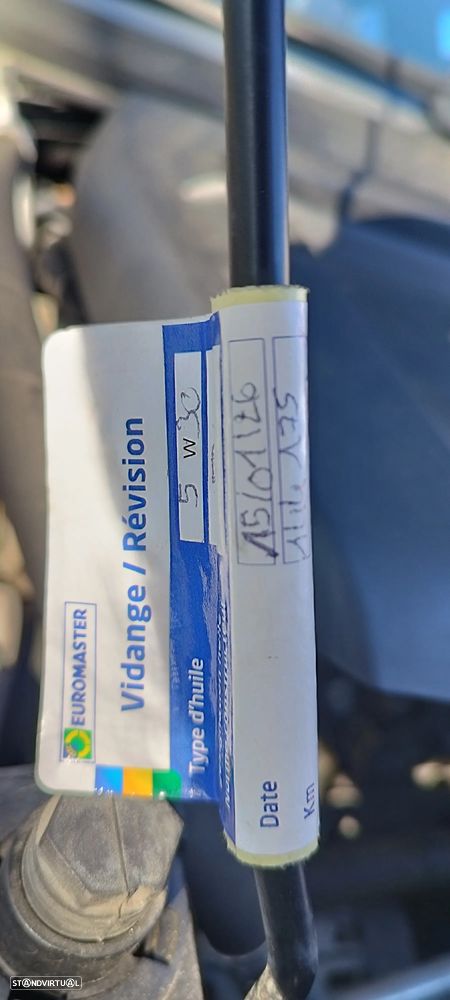 EUROMASTER
Vidange / Révision
Type d'huile
5 W 30
Date
15/01/26
Km
STANDVIRTUAL